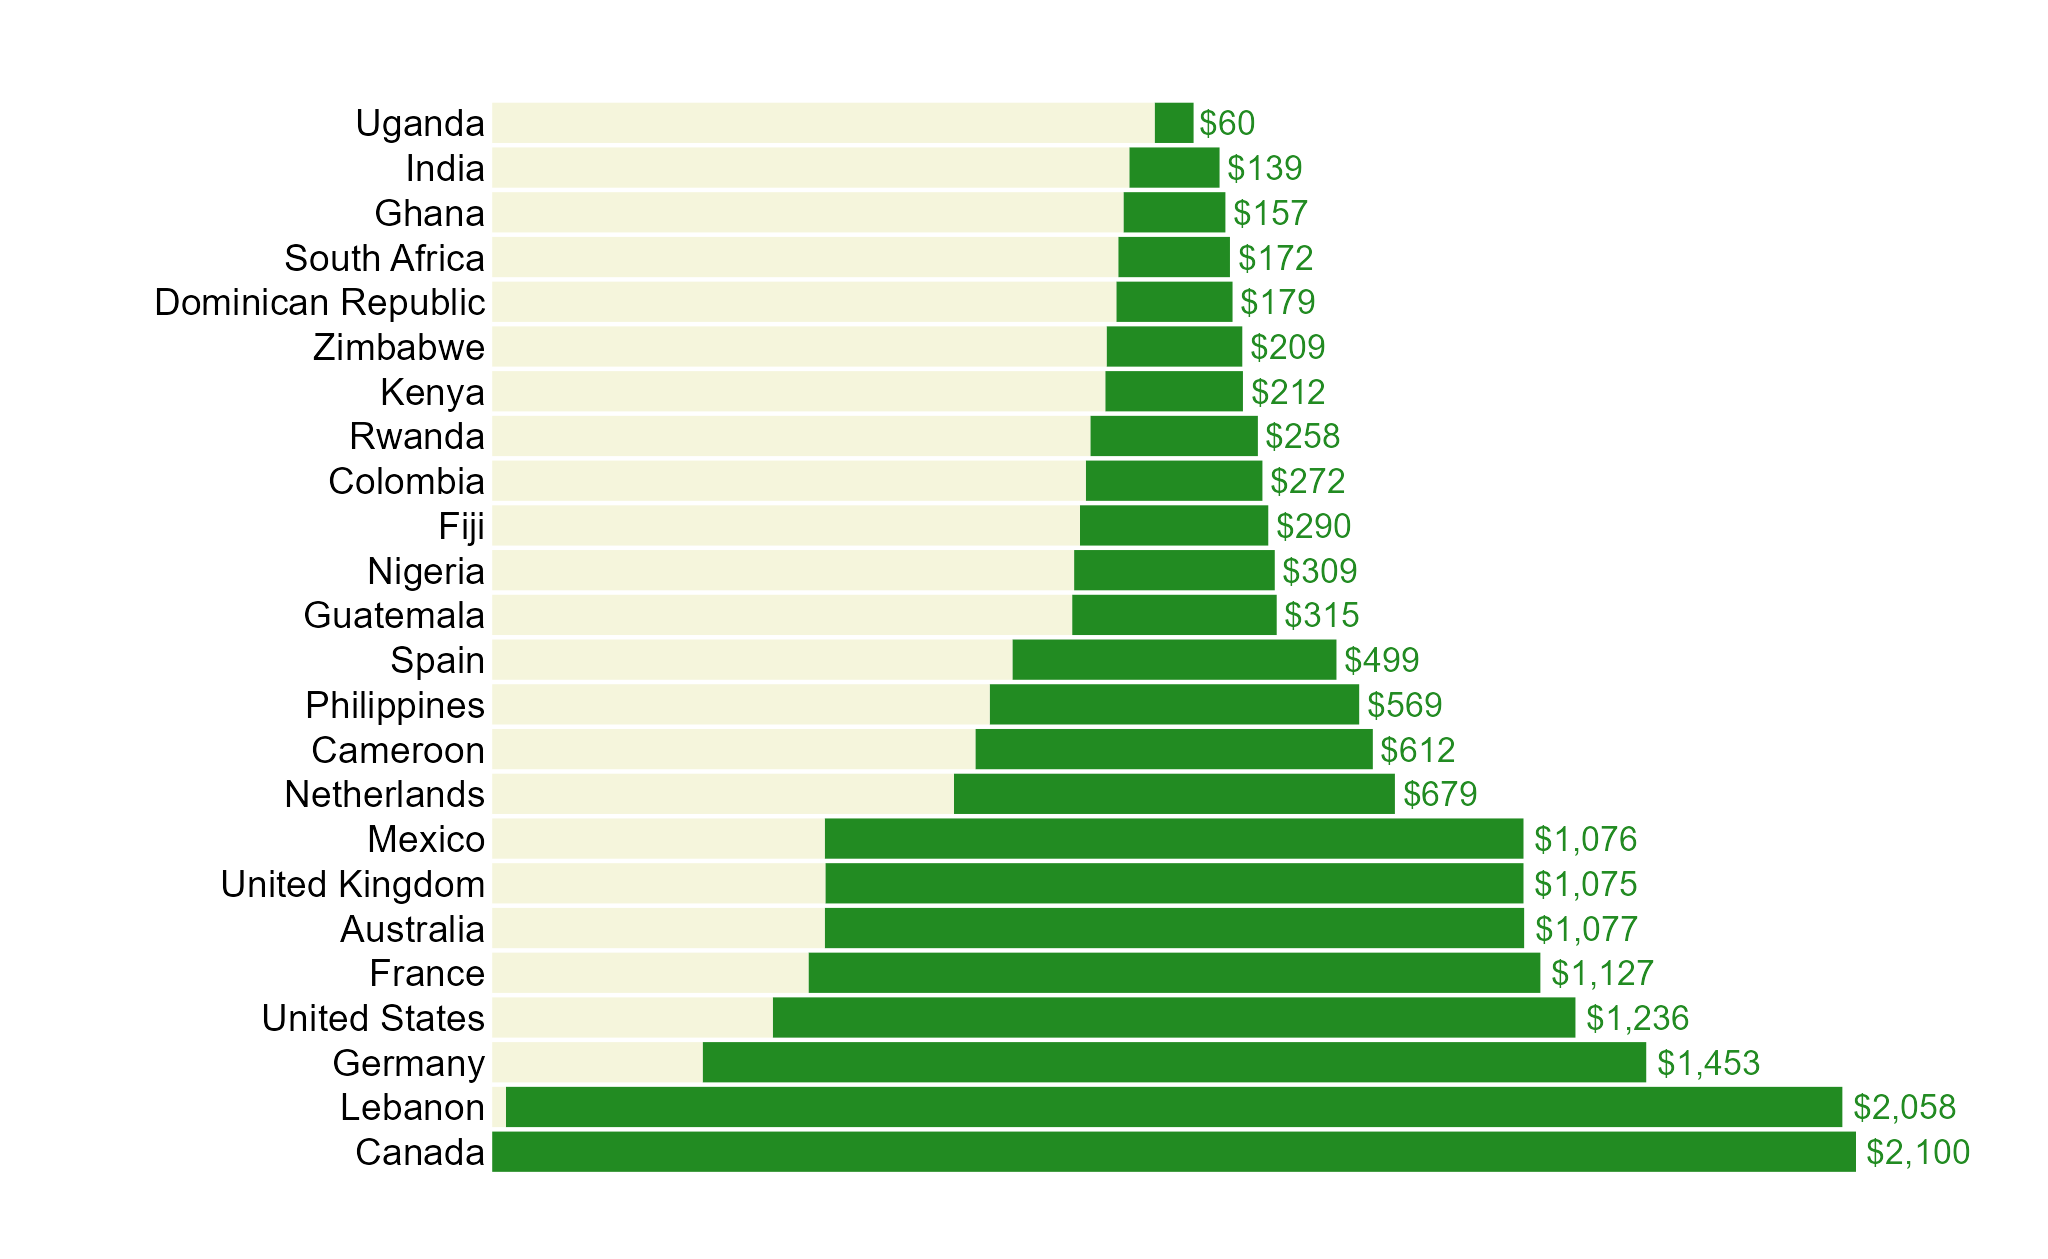 Uganda $60
India $139
Ghana $157
South Africa $172
Dominican Republic $179
Zimbabwe $209
Kenya $212
Rwanda $258
Colombia $272
Fiji $290
Nigeria $309
Guatemala $315
Spain $499
Philippines $569
Cameroon $612
Netherlands $679
Mexico $1,076
United Kingdom $1,075
Australia $1,077
France $1,127
United States $1,236
Germany $1,453
Lebanon $2,058
Canada $2,100